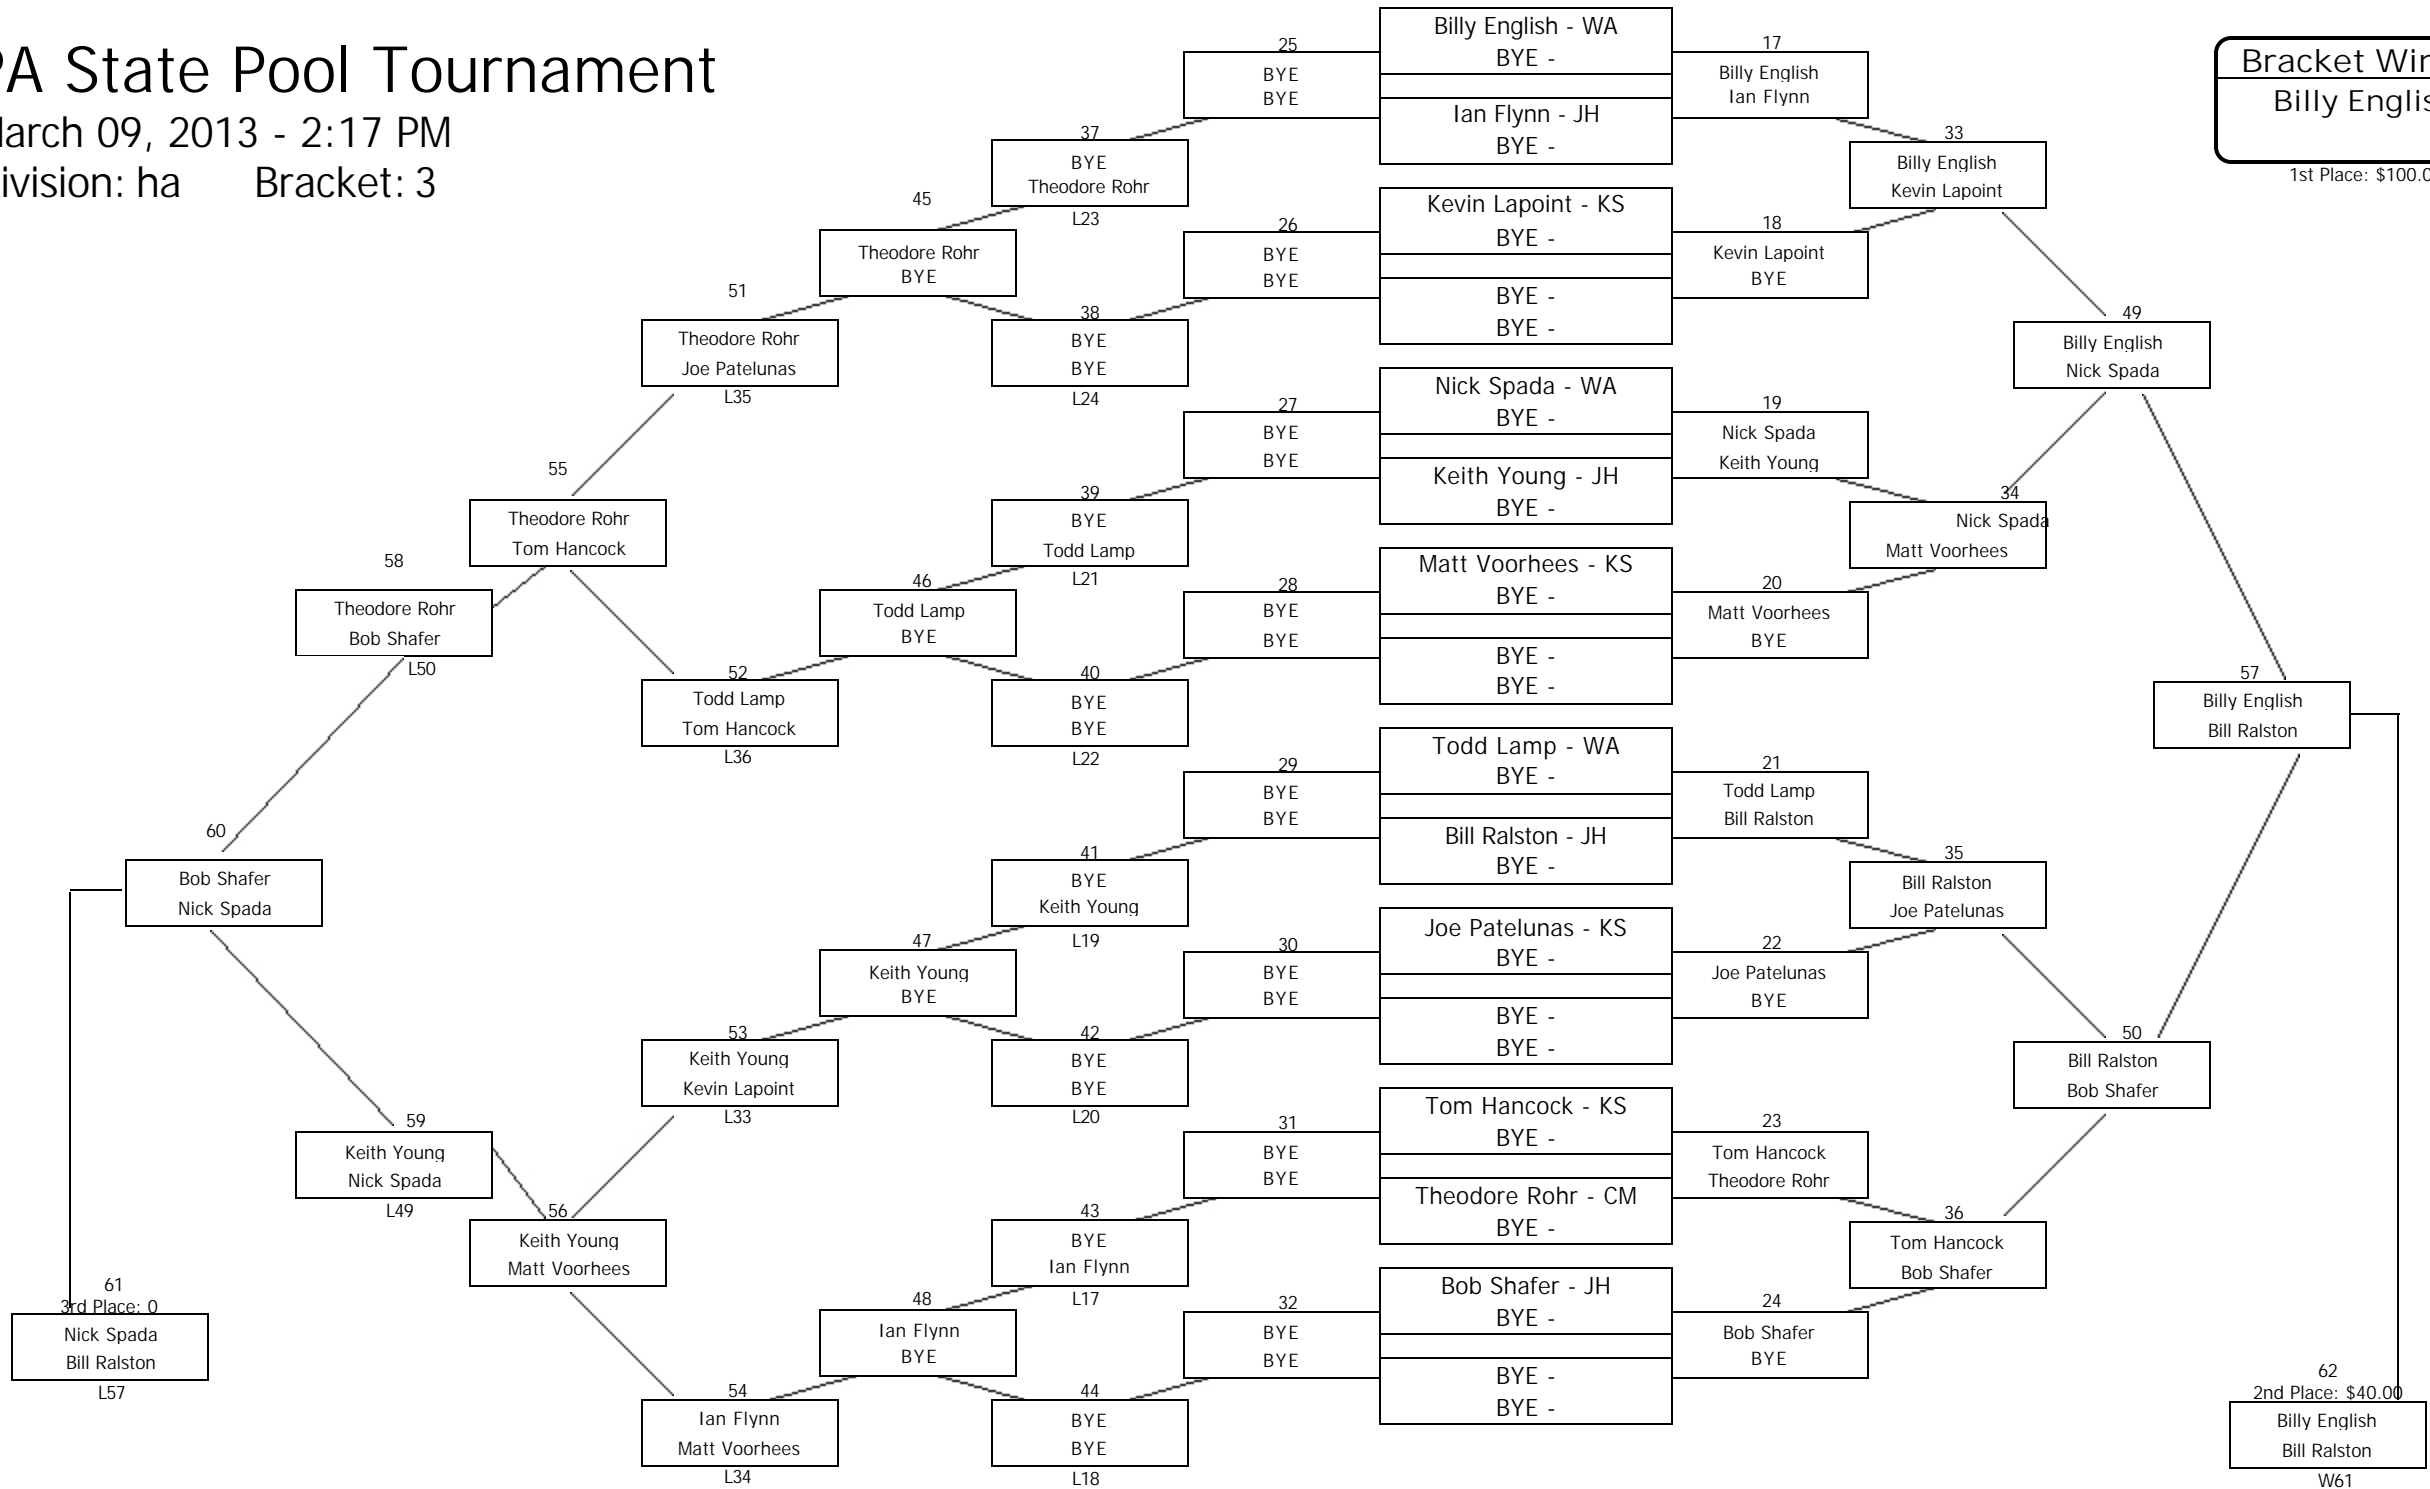 PA State Pool Tournament
March 09, 2013 - 2:17 PM
ivision: ha Bracket: 3
Bracket Wir
Billy Englis
1st Place: $100.0
Billy English - WA
BYE -
Ian Flynn - JH
BYE -
Kevin Lapoint - KS
BYE -
BYE -
BYE -
Nick Spada - WA
BYE -
Keith Young - JH
BYE -
Matt Voorhees - KS
BYE -
BYE -
BYE -
Todd Lamp - WA
BYE -
Bill Ralston - JH
BYE -
Joe Patelunas - KS
BYE -
BYE -
BYE -
Tom Hancock - KS
BYE -
Theodore Rohr - CM
BYE -
Bob Shafer - JH
BYE -
BYE -
BYE -
17
Billy English
Ian Flynn
18
Kevin Lapoint
BYE
19
Nick Spada
Keith Young
20
Matt Voorhees
BYE
21
Todd Lamp
Bill Ralston
22
Joe Patelunas
BYE
23
Tom Hancock
Theodore Rohr
24
Bob Shafer
BYE
33
Billy English
Kevin Lapoint
34
Nick Spada
Matt Voorhees
35
Bill Ralston
Joe Patelunas
36
Tom Hancock
Bob Shafer
49
Billy English
Nick Spada
50
Bill Ralston
Bob Shafer
57
Billy English
Bill Ralston
62
2nd Place: $40.00
Billy English
Bill Ralston
W61
25
BYE
BYE
26
BYE
BYE
27
BYE
BYE
28
BYE
BYE
29
BYE
BYE
30
BYE
BYE
31
BYE
BYE
32
BYE
BYE
37
BYE
Theodore Rohr
L23
38
BYE
BYE
L24
39
BYE
Todd Lamp
L21
40
BYE
BYE
L22
41
BYE
Keith Young
L19
42
BYE
BYE
L20
43
BYE
Ian Flynn
L17
44
BYE
BYE
L18
45
Theodore Rohr
BYE
46
Todd Lamp
BYE
47
Keith Young
BYE
48
Ian Flynn
BYE
51
Theodore Rohr
Joe Patelunas
L35
52
Todd Lamp
Tom Hancock
L36
53
Keith Young
Kevin Lapoint
L33
54
Ian Flynn
Matt Voorhees
L34
55
Theodore Rohr
Tom Hancock
56
Keith Young
Matt Voorhees
58
Theodore Rohr
Bob Shafer
L50
59
Keith Young
Nick Spada
L49
60
Bob Shafer
Nick Spada
61
3rd Place: 0
Nick Spada
Bill Ralston
L57